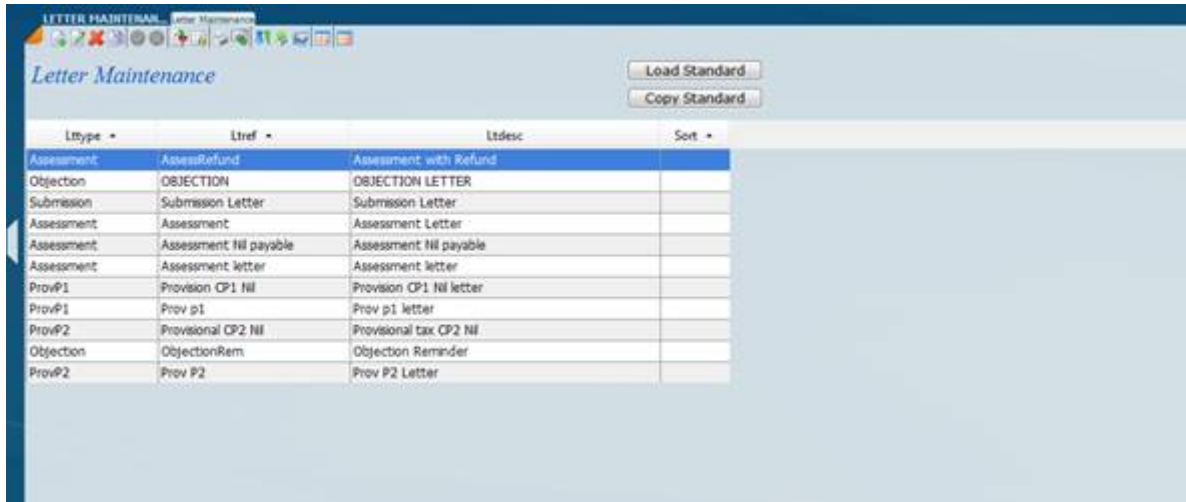 LETTER MAINTENAN... Letter Maintenance
Letter Maintenance
Load Standard
Copy Standard
Lttype Ltref Ltdesc Sort
Assessment AssessRefund Assessment with Refund
Objection OBJECTION OBJECTION LETTER
Submission Submission Letter Submission Letter
Assessment Assessment Assessment Letter
Assessment Assessment Nil payable Assessment Nil payable
Assessment Assessment letter Assessment letter
ProvP1 Provision CP1 Nil Provision CP1 Nil letter
ProvP1 Prov p1 Prov p1 letter
ProvP2 Provisional CP2 Nil Provisional tax CP2 Nil
Objection ObjectionRem Objection Reminder
ProvP2 Prov P2 Prov P2 Letter